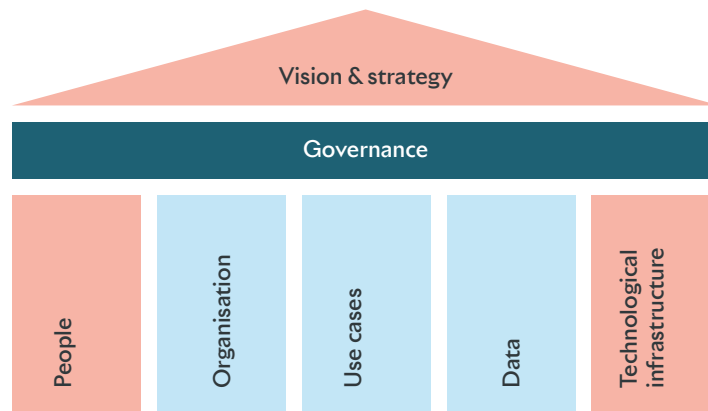 Vision & strategy
Governance
People
Organisation
Use cases
Data
Technological
infrastructure